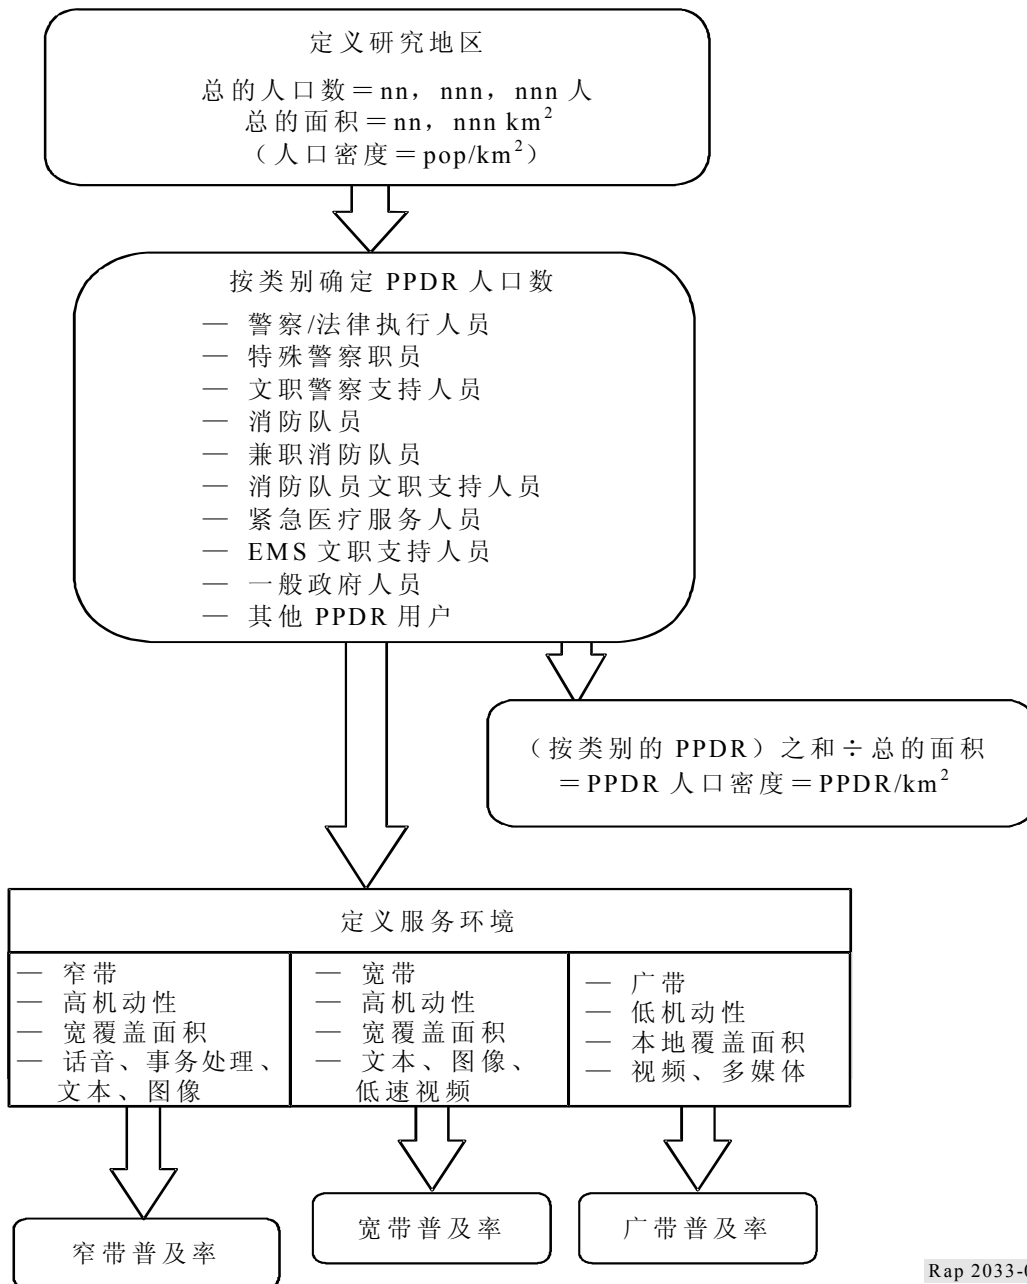 定义研究地区
总的人口数＝nn，nnn，nnn 人
总的面积＝nn，nnn km²
（人口密度＝pop/km²）
按类别确定 PPDR 人口数
— 警察/法律执行人员
— 特殊警察职员
— 文职警察支持人员
— 消防队员
— 兼职消防队员
— 消防队员文职支持人员
— 紧急医疗服务人员
— EMS 文职支持人员
— 一般政府人员
— 其他 PPDR 用户
（按类别的 PPDR）之和÷总的面积
＝PPDR 人口密度＝PPDR/km²
定义服务环境
— 窄带
— 高机动性
— 宽覆盖面积
— 话音、事务处理、
文本、图像
— 宽带
— 高机动性
— 宽覆盖面积
— 文本、图像、
低速视频
— 广带
— 低机动性
— 本地覆盖面积
— 视频、多媒体
窄带普及率
宽带普及率
广带普及率
Rap 2033-0